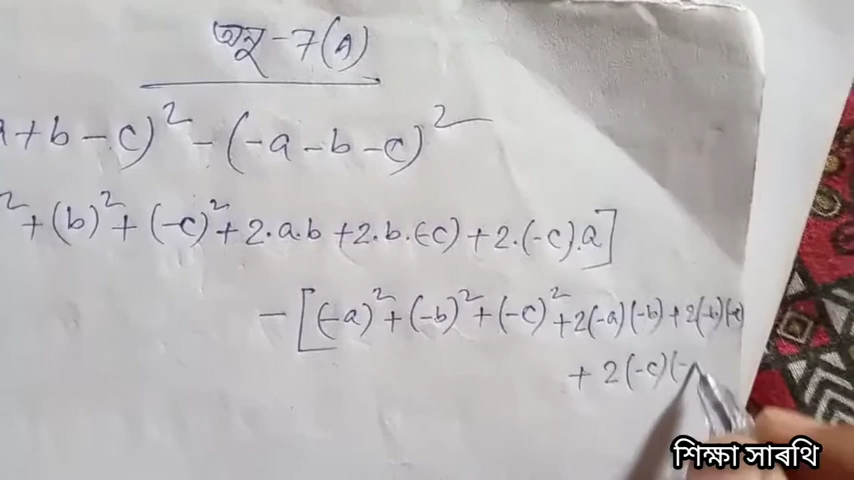 অনু - 7(A)
a + b - c)² - (-a - b - c)²
² + (b)² + (-c)² + 2.a.b + 2.b.(-c) + 2.(-c).a]
- [(-a)² + (-b)² + (-c)² + 2(-a)(-b) + 2(-b)(-c)
+ 2(-c)(-
শিক্ষা সাৰথি